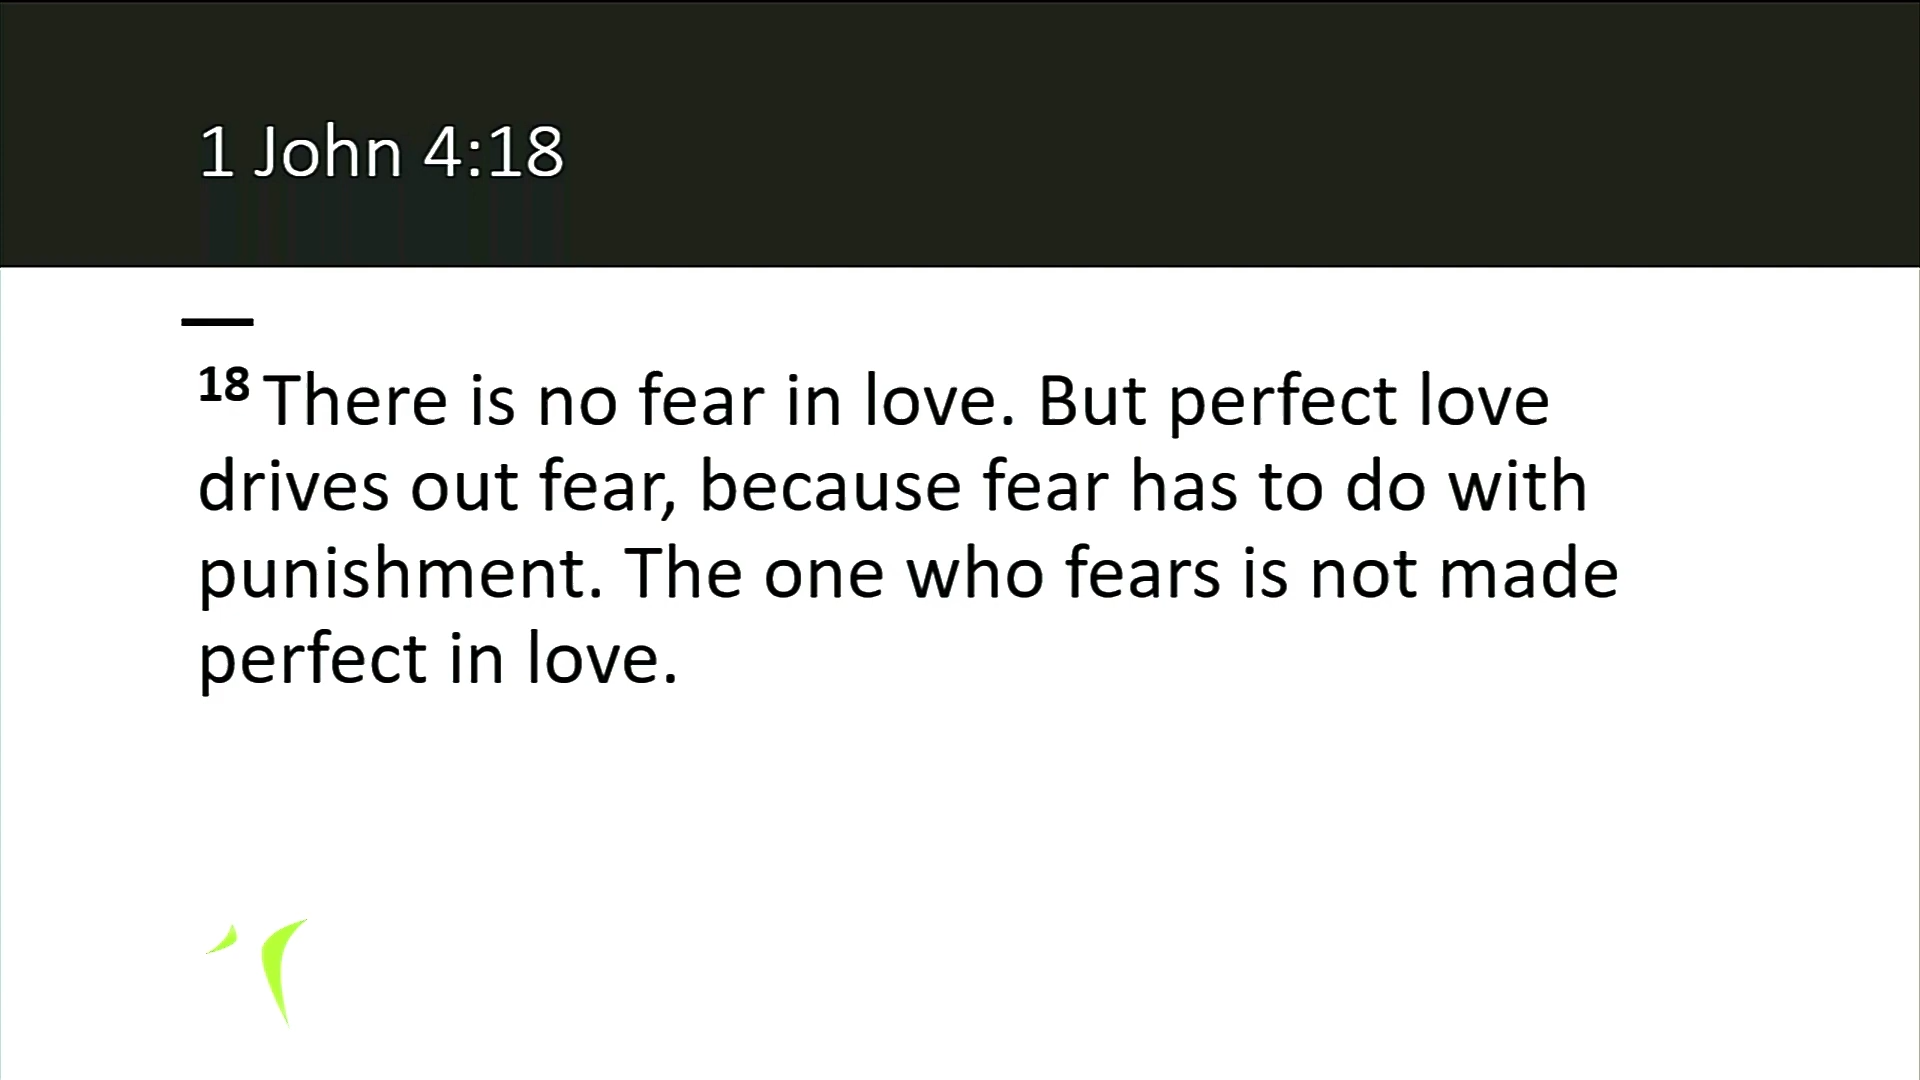 1 John 4:18
18 There is no fear in love. But perfect love
drives out fear, because fear has to do with
punishment. The one who fears is not made
perfect in love.